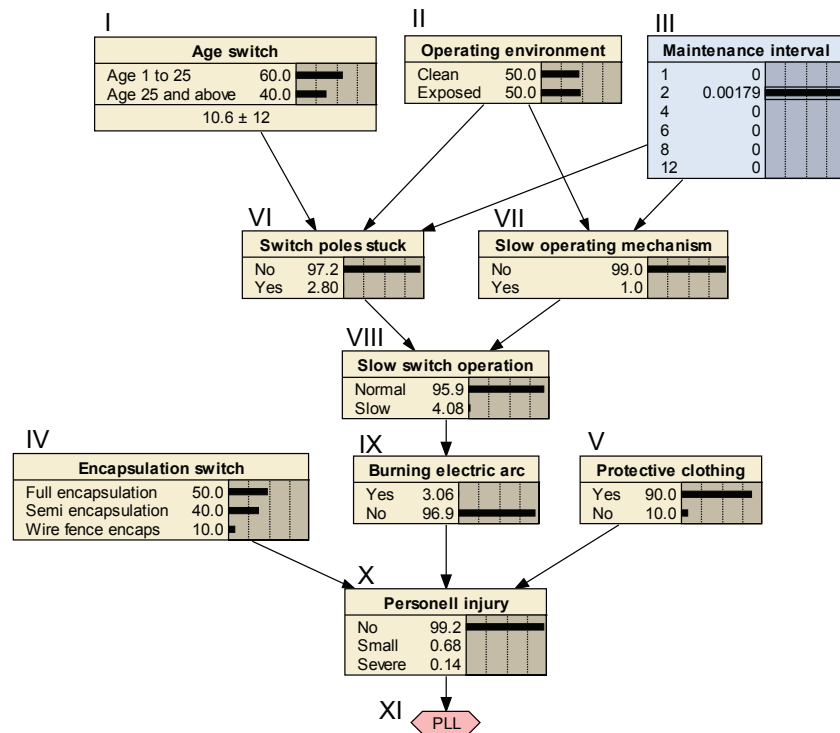 I
II
III
Age switch
Age 1 to 25 60.0
Age 25 and above 40.0
10.6 ± 12
Operating environment
Clean 50.0
Exposed 50.0
Maintenance interval
1 0
2 0.00179
4 0
6 0
8 0
12 0
VI
VII
Switch poles stuck
No 97.2
Yes 2.80
Slow operating mechanism
No 99.0
Yes 1.0
VIII
Slow switch operation
Normal 95.9
Slow 4.08
IV
IX
V
Encapsulation switch
Full encapsulation 50.0
Semi encapsulation 40.0
Wire fence encaps 10.0
Burning electric arc
Yes 3.06
No 96.9
Protective clothing
Yes 90.0
No 10.0
X
Personell injury
No 99.2
Small 0.68
Severe 0.14
XI
PLL